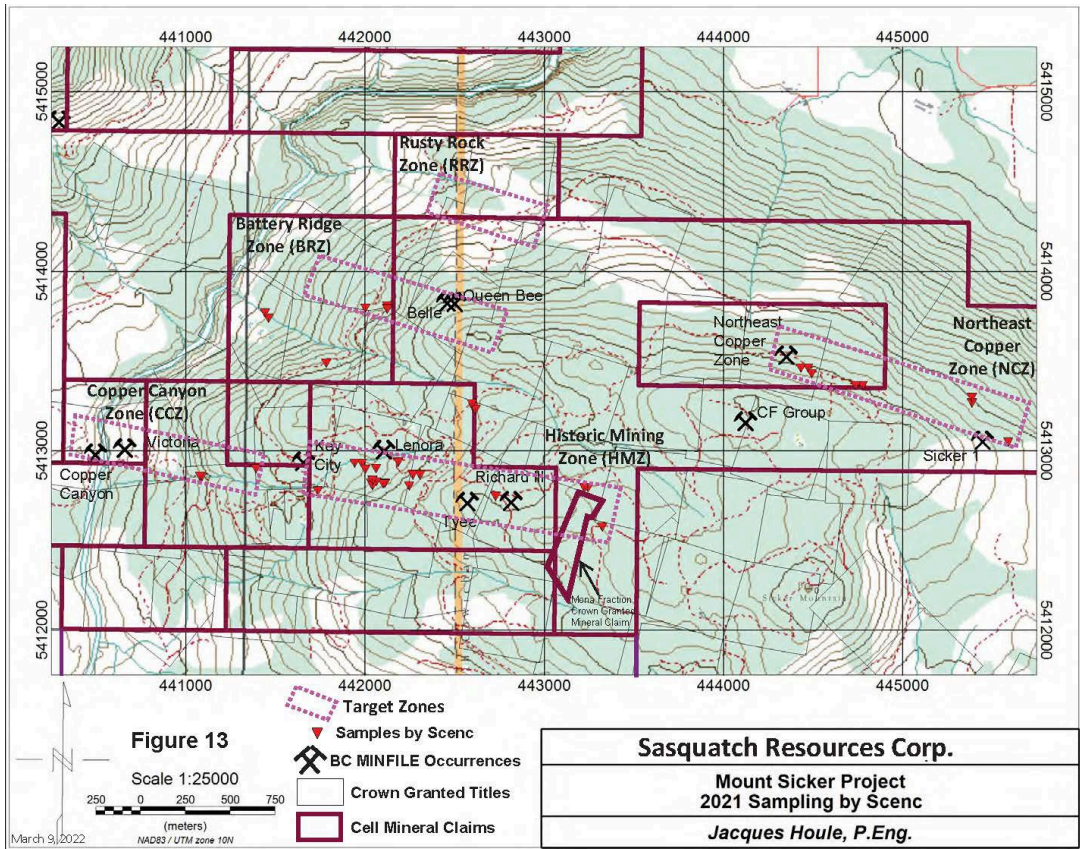 441000 442000 443000 444000 445000
5415000
5415000
Rusty Rock
Zone (RRZ)
Battery Ridge
Zone (BRZ)
5414000
5414000
Queen Bee
Belle
Northeast
Copper
Zone
Northeast
Copper
Zone (NCZ)
Copper Canyon
Zone (CCZ)
CF Group
Historic Mining
Zone (HMZ)
5413000
5413000
Victoria
Key
City
Lenora
Sicker 1
Copper
Canyon
Richard III
Tyee
Mona Fraction
Crown Granted
Mineral Claim
Sicker Mountain
5412000
5412000
441000 442000 443000 444000 445000
N
Figure 13
Scale 1:25000
250 0 250 500 750
(meters)
NAD83 / UTM zone 10N
March 9, 2022
Target Zones
Samples by Scenc
BC MINFILE Occurrences
Crown Granted Titles
Cell Mineral Claims
Sasquatch Resources Corp.
Mount Sicker Project
2021 Sampling by Scenc
Jacques Houle, P.Eng.